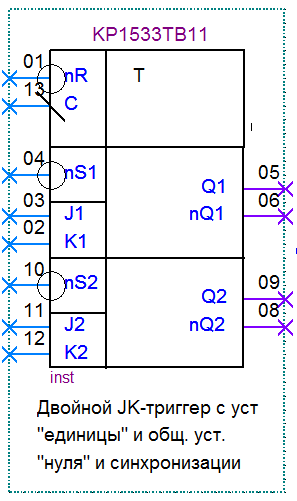 КР1533ТВ11
01 nR T
13 C
04 nS1
Q1 05
03 J1
nQ1 06
02 K1
10 nS2
Q2 09
11 J2
nQ2 08
12 K2
inst
Двойной JK-триггер с уст
"единицы" и общ. уст.
"нуля" и синхронизации